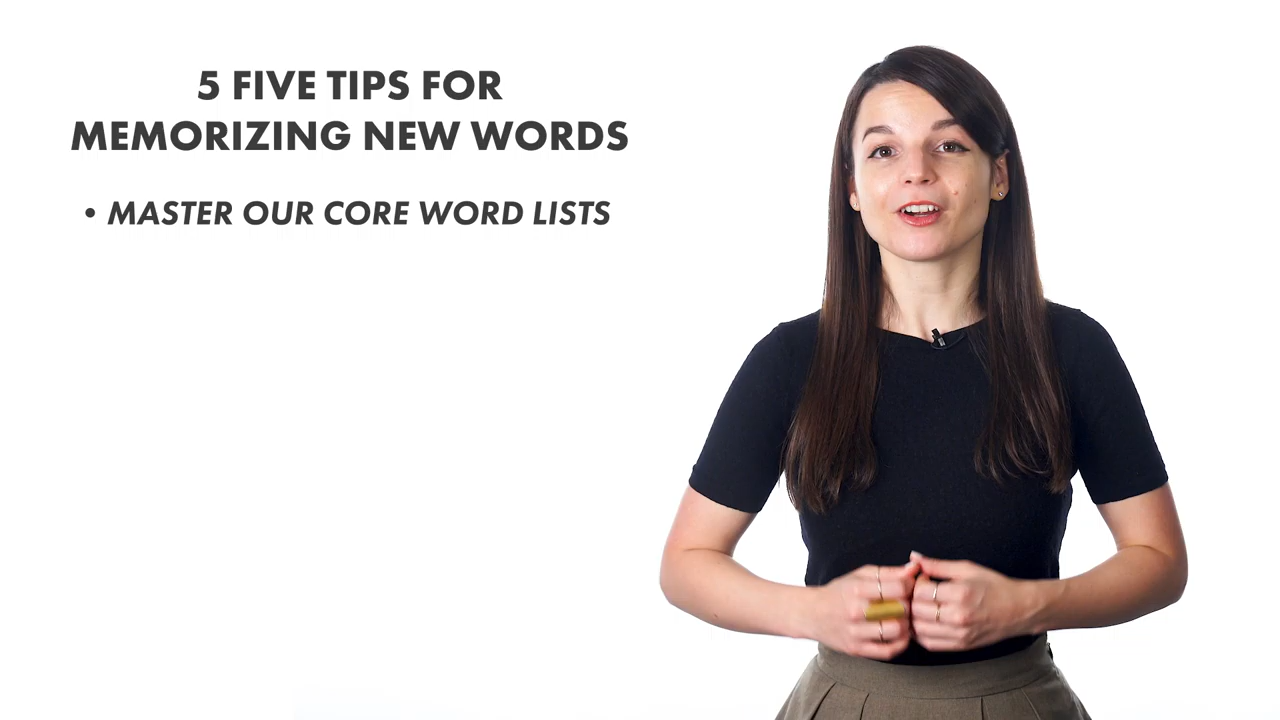 5 FIVE TIPS FOR
MEMORIZING NEW WORDS
• MASTER OUR CORE WORD LISTS